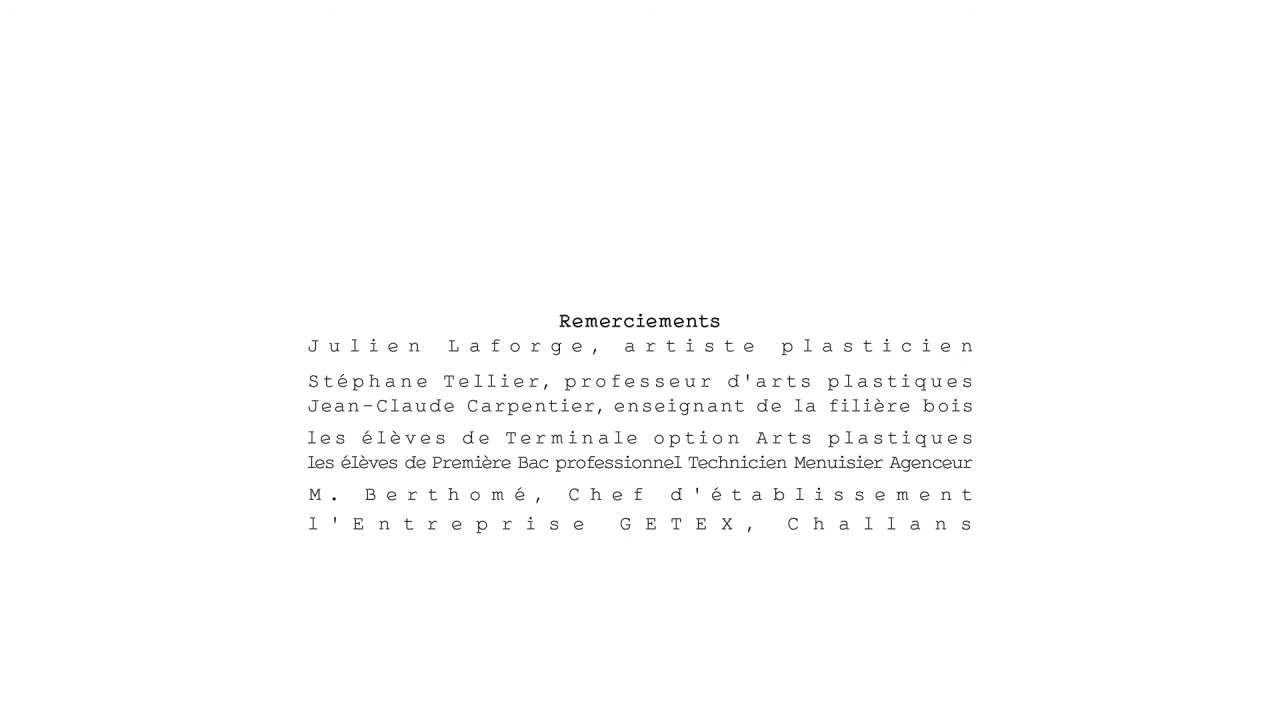 Remerciements
Julien Laforge, artiste plasticien
Stéphane Tellier, professeur d'arts plastiques
Jean-Claude Carpentier, enseignant de la filière bois
les élèves de Terminale option Arts plastiques
les élèves de Première Bac professionnel Technicien Menuisier Agenceur
M. Berthomé, Chef d'établissement
l'Entreprise GETEX, Challans